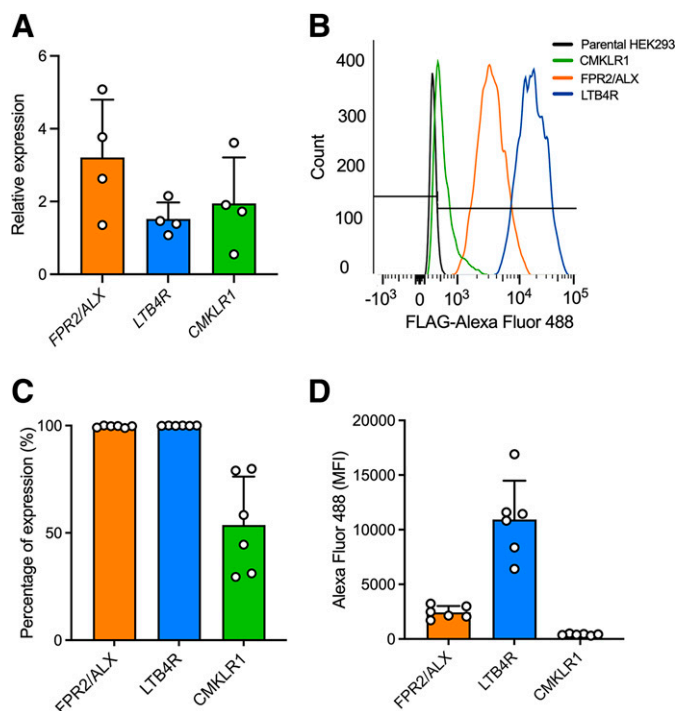 A
Relative expression
6
4
2
0
FPR2/ALX
LTB4R
CMKLR1
B
Count
400
300
200
100
0
Parental HEK293
CMKLR1
FPR2/ALX
LTB4R
-10³ 0 10³ 10⁴ 10⁵
FLAG-Alexa Fluor 488
C
Percentage of expression (%)
100
50
0
FPR2/ALX
LTB4R
CMKLR1
D
Alexa Fluor 488 (MFI)
20000
15000
10000
5000
0
FPR2/ALX
LTB4R
CMKLR1